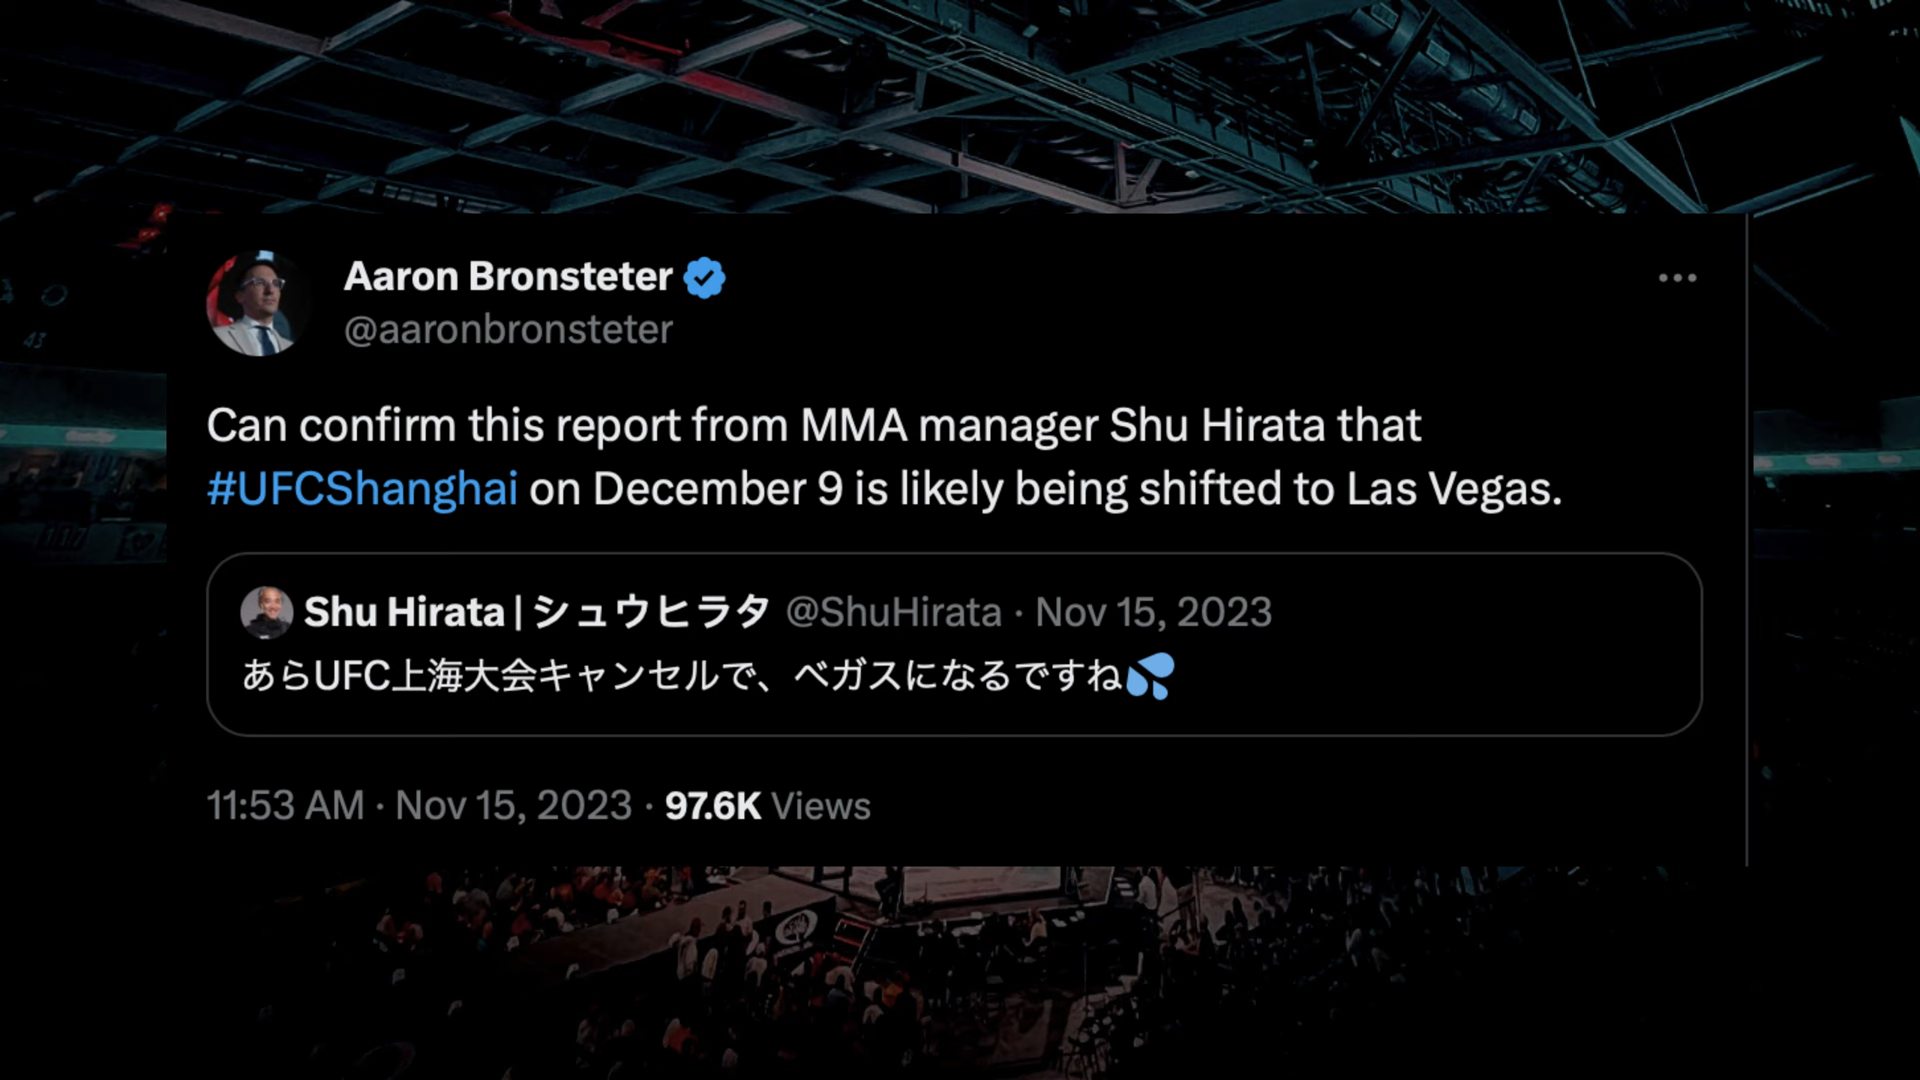 Aaron Bronsteter
@aaronbronsteter
Can confirm this report from MMA manager Shu Hirata that
#UFCShanghai on December 9 is likely being shifted to Las Vegas.
Shu Hirata | シュウヒラタ @ShuHirata · Nov 15, 2023
あらUFC上海大会キャンセルで、ベガスになるですね💦
11:53 AM · Nov 15, 2023 · 97.6K Views